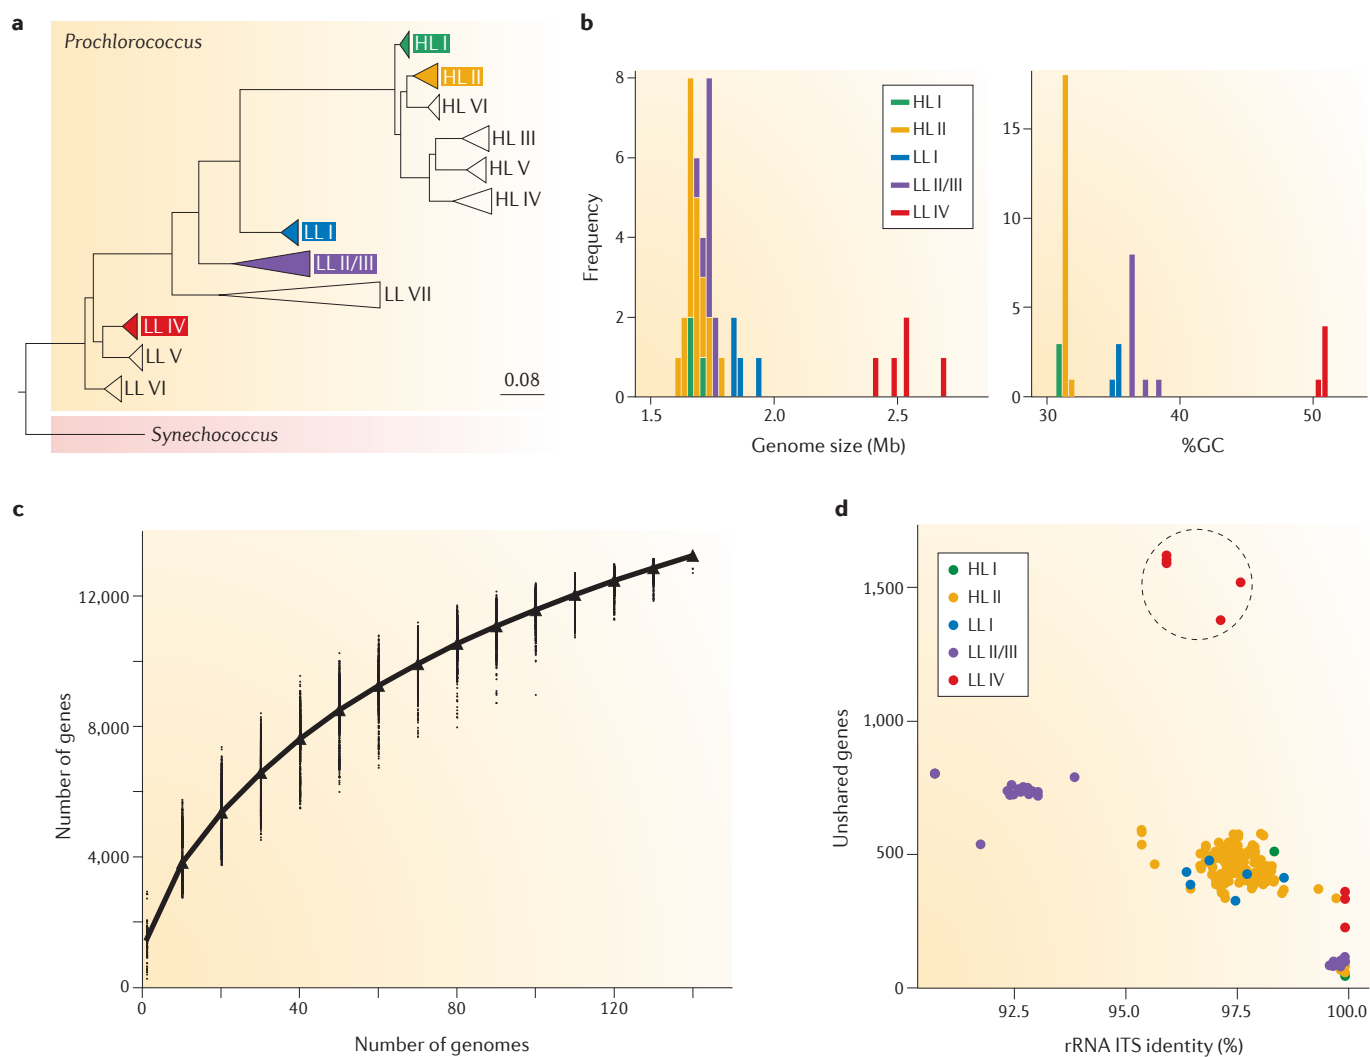 a
Prochlorococcus
HL I
HL II
HL VI
HL III
HL V
HL IV
LL I
LL II/III
LL VII
LL IV
LL V
LL VI
0.08
Synechococcus
b
Frequency
8
6
4
2
0
1.5 2.0 2.5
Genome size (Mb)
HL I
HL II
LL I
LL II/III
LL IV
15
10
5
0
30 40 50
%GC
c
Number of genes
12,000
8,000
4,000
0
0 40 80 120
Number of genomes
d
Unshared genes
1,500
1,000
500
0
HL I
HL II
LL I
LL II/III
LL IV
92.5 95.0 97.5 100.0
rRNA ITS identity (%)